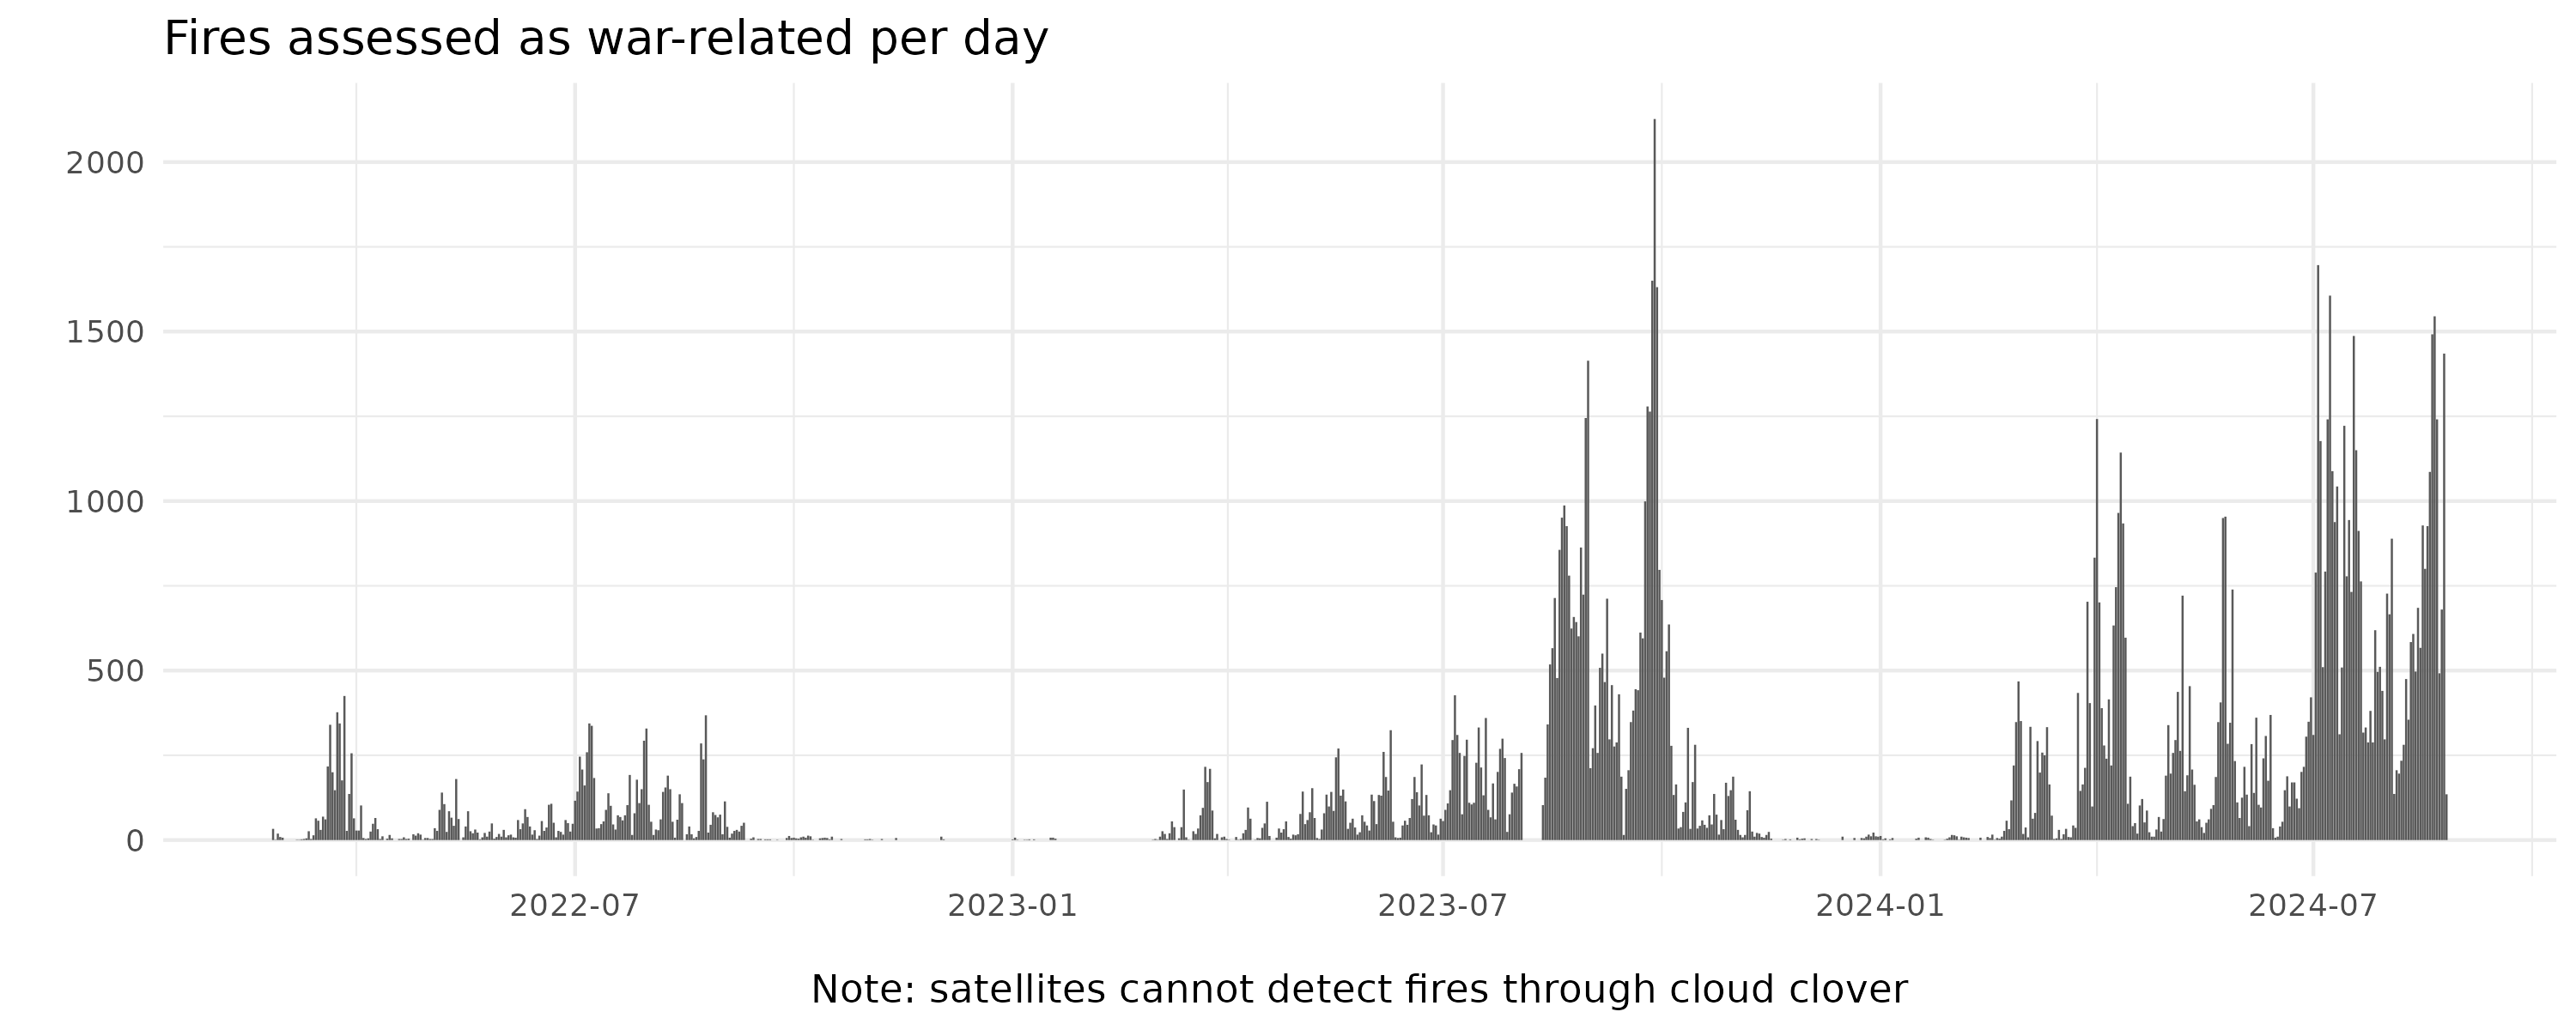 Fires assessed as war-related per day
2000
1500
1000
500
0
2022-07 2023-01 2023-07 2024-01 2024-07
Note: satellites cannot detect fires through cloud clover